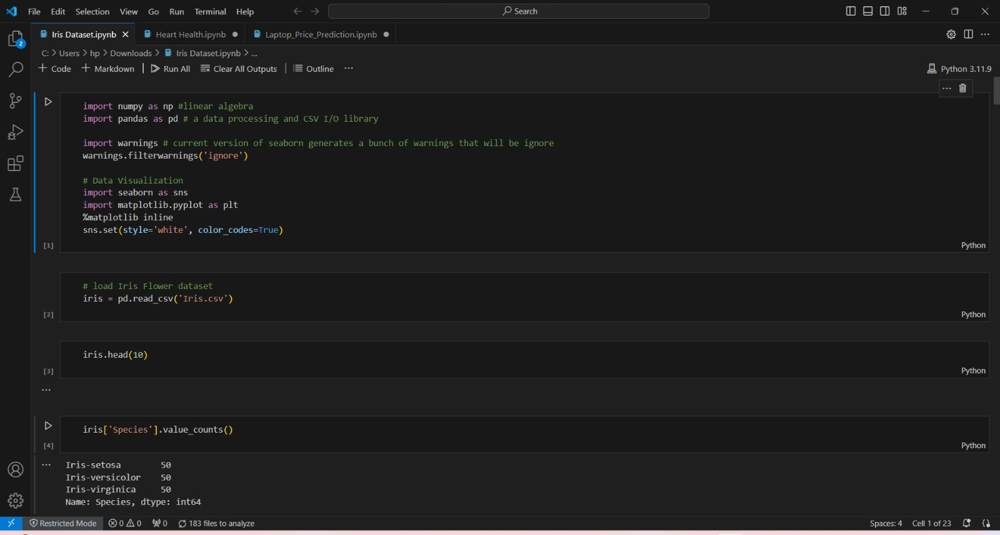 File Edit Selection View Go Run Terminal Help Search
Iris Dataset.ipynb Heart Health.ipynb Laptop_Price_Prediction.ipynb
2
C: > Users > hp > Downloads > Iris Dataset.ipynb > ...
+ Code + Markdown | Run All Clear All Outputs | Outline ...
Python 3.11.9
import numpy as np #linear algebra
import pandas as pd # a data processing and CSV I/O library
import warnings # current version of seaborn generates a bunch of warnings that will be ignore
warnings.filterwarnings('ignore')
# Data Visualization
import seaborn as sns
import matplotlib.pyplot as plt
%matplotlib inline
sns.set(style='white', color_codes=True)
[1] Python
# load Iris Flower dataset
iris = pd.read_csv('Iris.csv')
[2] Python
iris.head(10)
[3] Python
...
iris['Species'].value_counts()
[4] Python
... Iris-setosa 50
Iris-versicolor 50
Iris-virginica 50
Name: Species, dtype: int64
Restricted Mode 0 0 0 183 files to analyze Spaces: 4 Cell 1 of 23